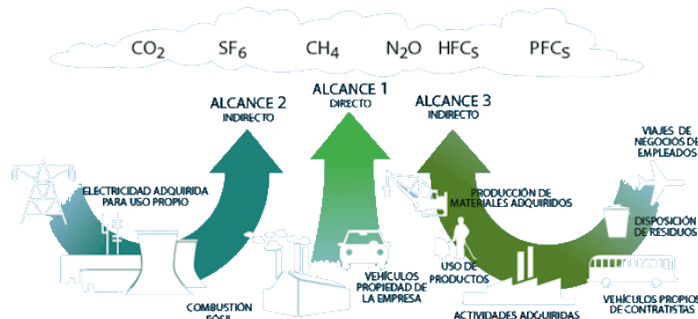 CO2 SF6 CH4 N2O HFCS PFCS
ALCANCE 2
INDIRECTO
ALCANCE 1
DIRECTO
ALCANCE 3
INDIRECTO
ELECTRICIDAD ADQUIRIDA
PARA USO PROPIO
COMBUSTIÓN
FÓSIL
VEHÍCULOS
PROPIEDAD DE
LA EMPRESA
PRODUCCIÓN DE
MATERIALES ADQUIRIDOS
USO DE
PRODUCTOS
ACTIVIDADES ADQUIRIDAS
VIAJES DE
NEGOCIOS DE
EMPLEADOS
DISPOSICIÓN
DE RESIDUOS
VEHÍCULOS PROPIOS
DE CONTRATISTAS